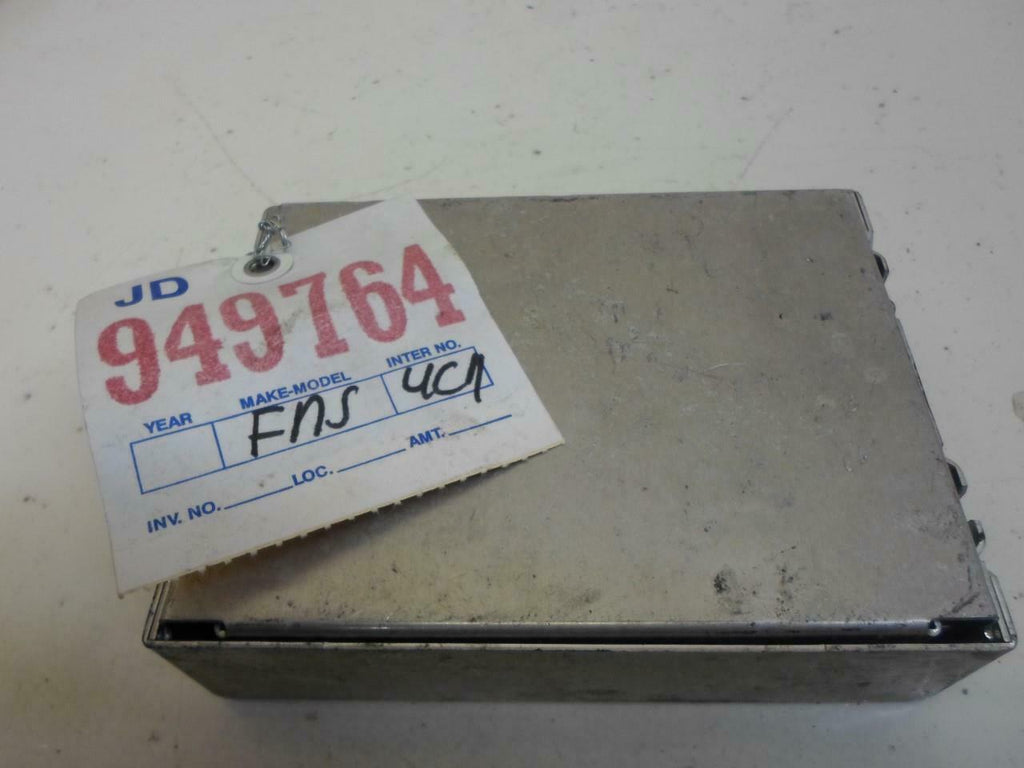 JD
949764
YEAR MAKE-MODEL INTER NO.
FNS 4C1
INV. NO. LOC. AMT.